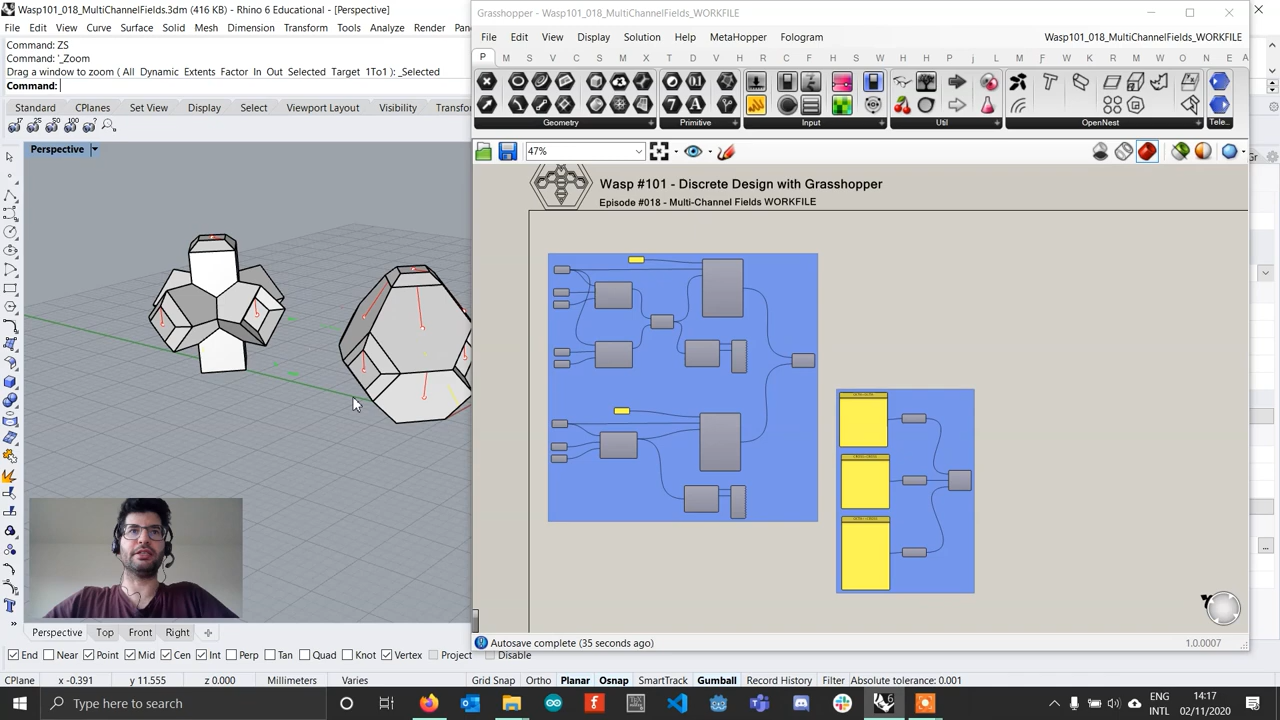 Wasp101_018_MultiChannelFields.3dm (416 KB) - Rhino 6 Educational - [Perspective]
File Edit View Curve Surface Solid Mesh Dimension Transform Tools Analyze Render Pane
Command: ZS
Command: '_Zoom
Drag a window to zoom ( All Dynamic Extents Factor In Out Selected Target 1To1 ): _Selected
Command:
Standard CPlanes Set View Display Select Viewport Layout Visibility Transfo
Perspective
Perspective Top Front Right
End Near Point Mid Cen Int Perp Tan Quad Knot Vertex Project Disable
CPlane x -0.391 y 11.555 z 0.000 Millimeters Varies Grid Snap Ortho Planar Osnap SmartTrack Gumball Record History Filter Absolute tolerance: 0.001
Grasshopper - Wasp101_018_MultiChannelFields_WORKFILE
File Edit View Display Solution Help MetaHopper Fologram Wasp101_018_MultiChannelFields_WORKFILE
P M S V C S M X T D W K W L P H R C F L F H S W H P J E N A
Geometry Primitive Input Util OpenNest Tele...
47%
Wasp #101 - Discrete Design with Grasshopper
Episode #018 - Multi-Channel Fields WORKFILE
Autosave complete (35 seconds ago) 1.0.0007
Type here to search
ENG
INTL
14:17
02/11/2020